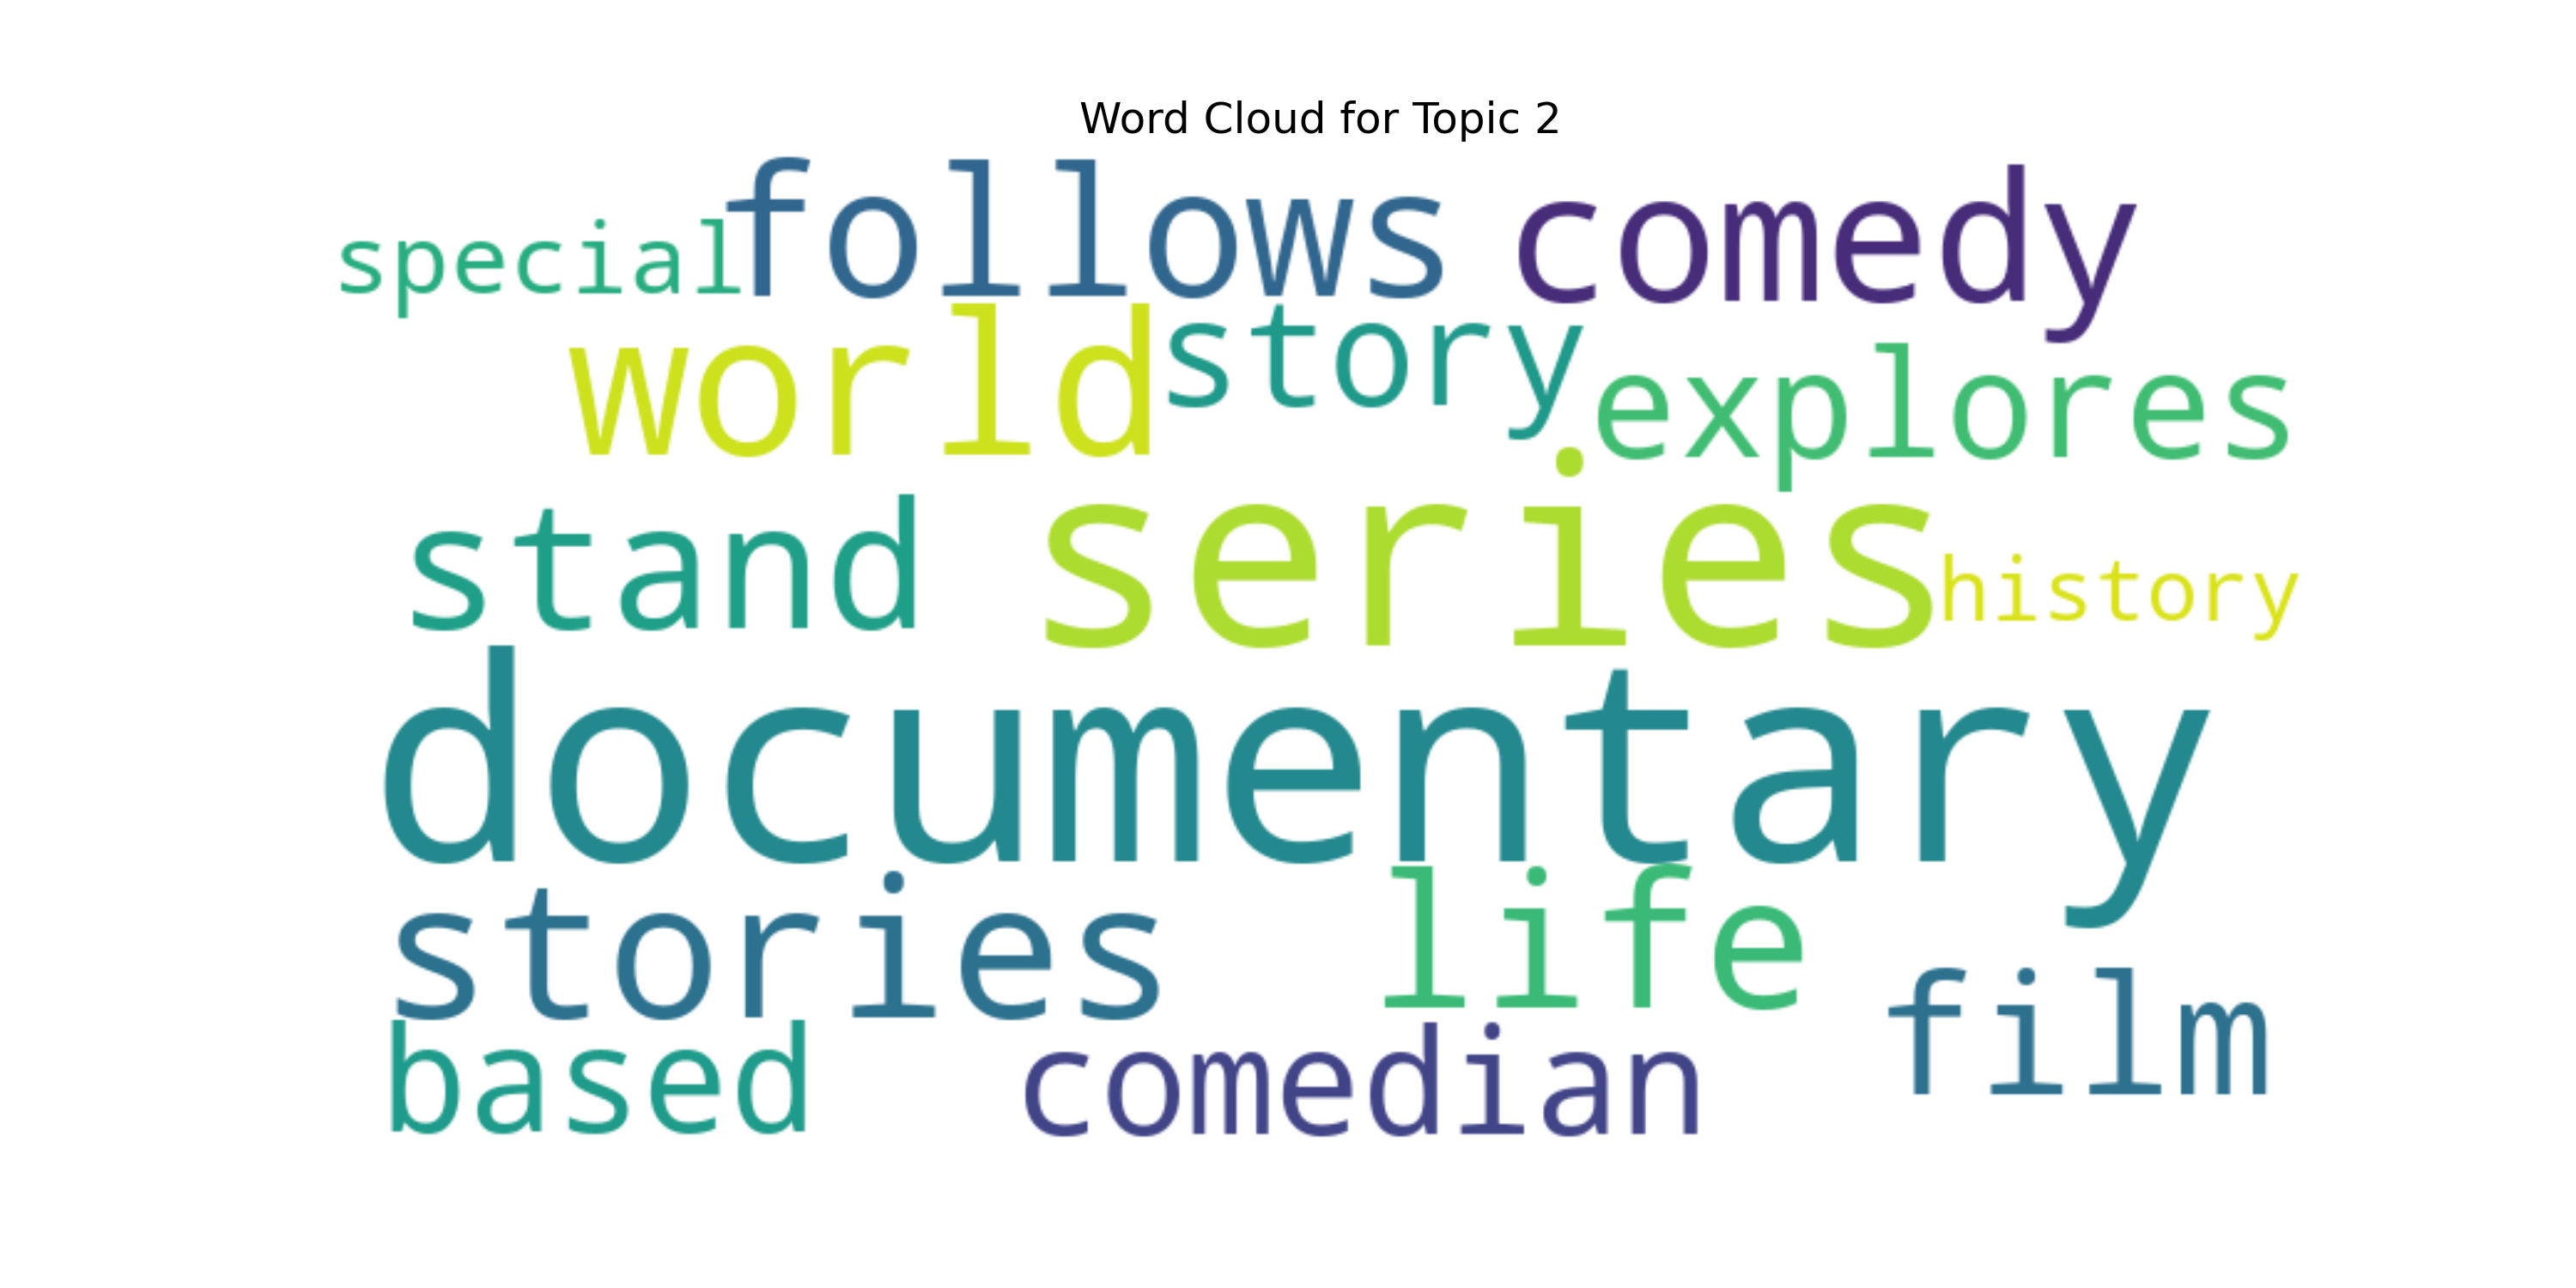 Word Cloud for Topic 2
special follows comedy
world story explores
stand series history
documentary
stories life film
based comedian